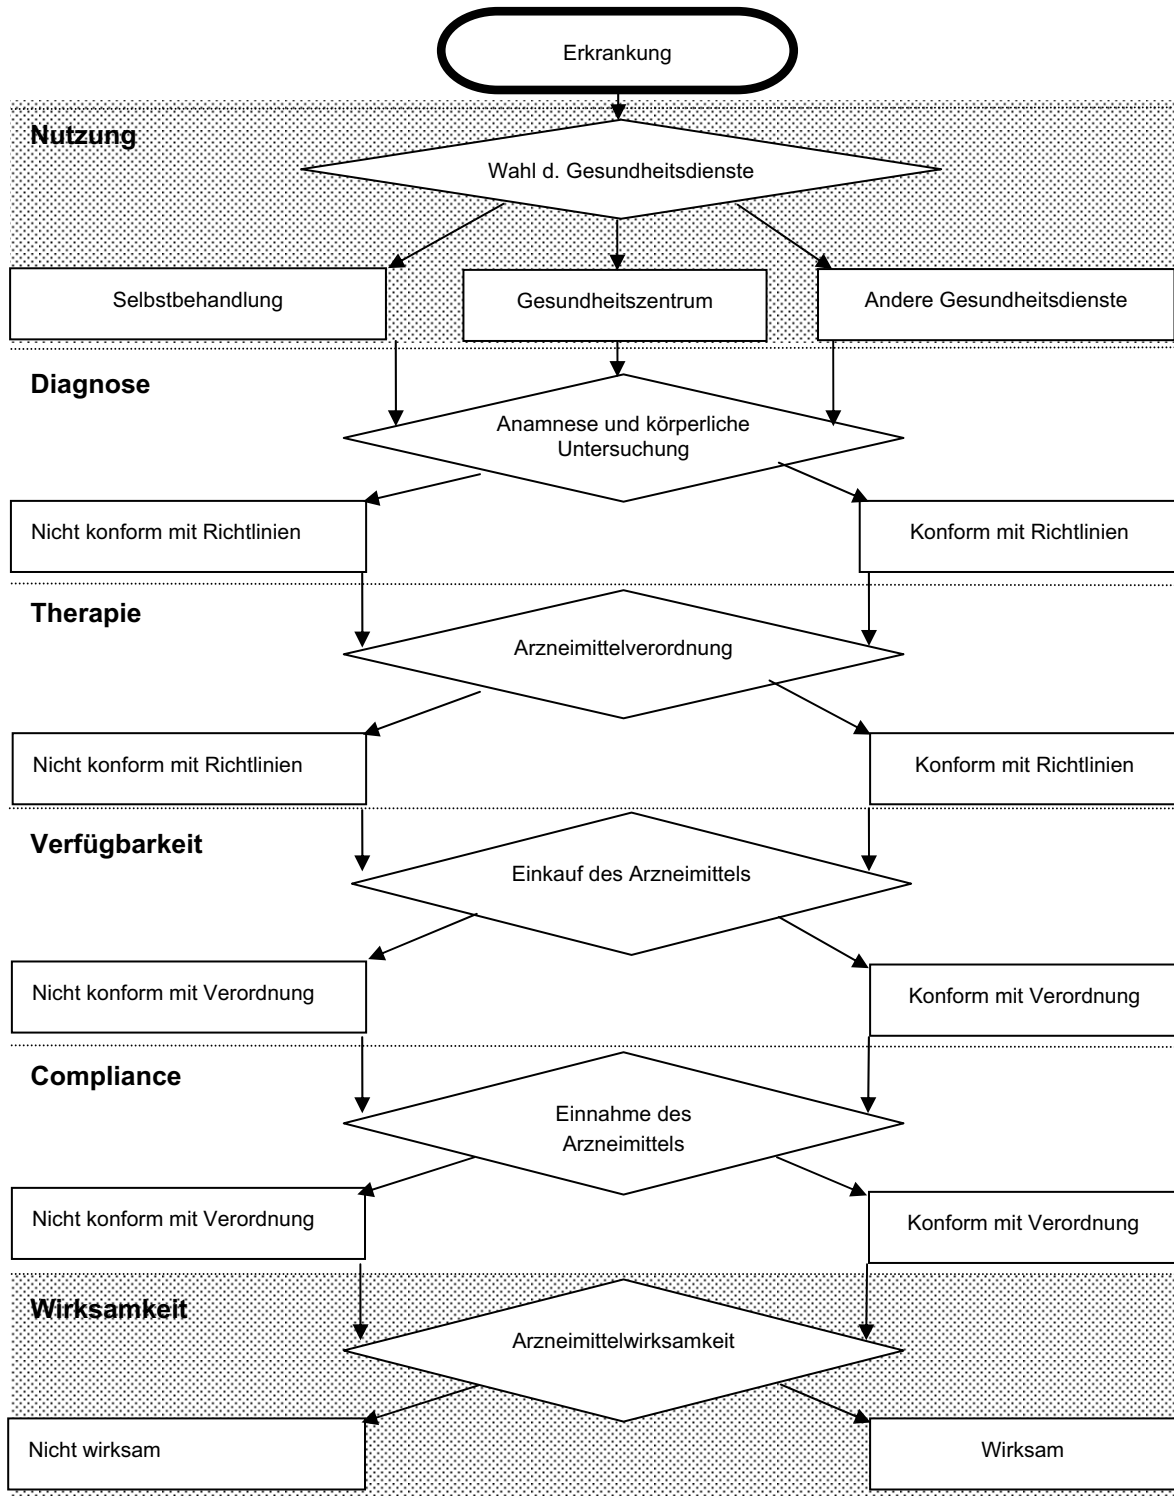 Erkrankung
Nutzung
Wahl d. Gesundheitsdienste
Selbstbehandlung
Gesundheitszentrum
Andere Gesundheitsdienste
Diagnose
Anamnese und körperliche
Untersuchung
Nicht konform mit Richtlinien
Konform mit Richtlinien
Therapie
Arzneimittelverordnung
Nicht konform mit Richtlinien
Konform mit Richtlinien
Verfügbarkeit
Einkauf des Arzneimittels
Nicht konform mit Verordnung
Konform mit Verordnung
Compliance
Einnahme des
Arzneimittels
Nicht konform mit Verordnung
Konform mit Verordnung
Wirksamkeit
Arzneimittelwirksamkeit
Nicht wirksam
Wirksam